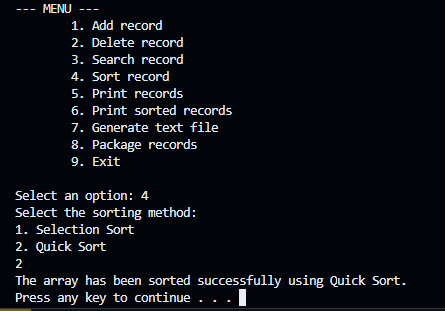 --- MENU ---
1. Add record
2. Delete record
3. Search record
4. Sort record
5. Print records
6. Print sorted records
7. Generate text file
8. Package records
9. Exit
Select an option: 4
Select the sorting method:
1. Selection Sort
2. Quick Sort
2
The array has been sorted successfully using Quick Sort.
Press any key to continue . . .